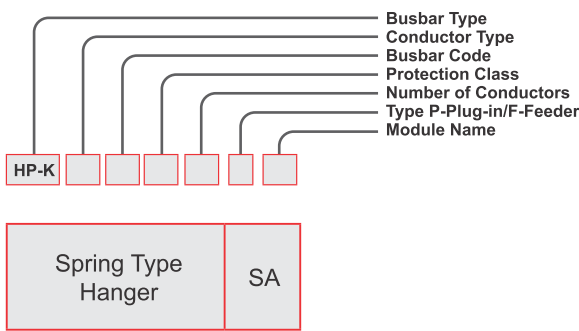 Busbar Type
Conductor Type
Busbar Code
Protection Class
Number of Conductors
Type P-Plug-in/F-Feeder
Module Name
HP-K
Spring Type
Hanger
SA